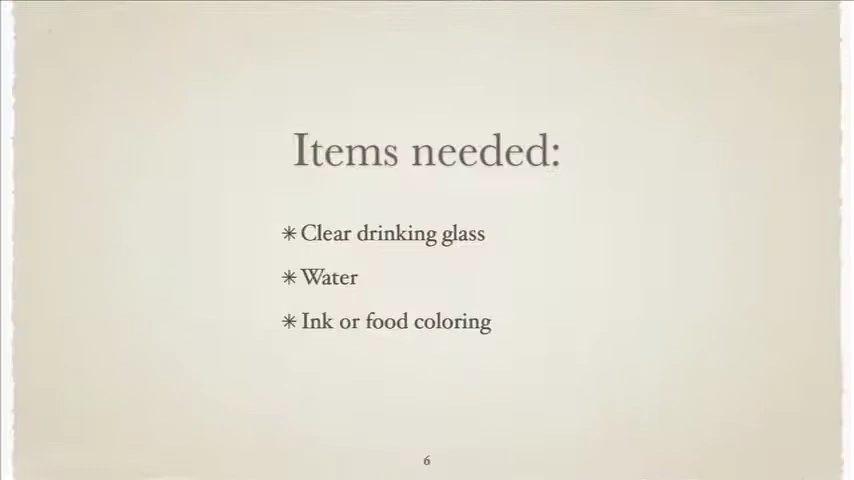 Items needed:
✳ Clear drinking glass
✳ Water
✳ Ink or food coloring
6